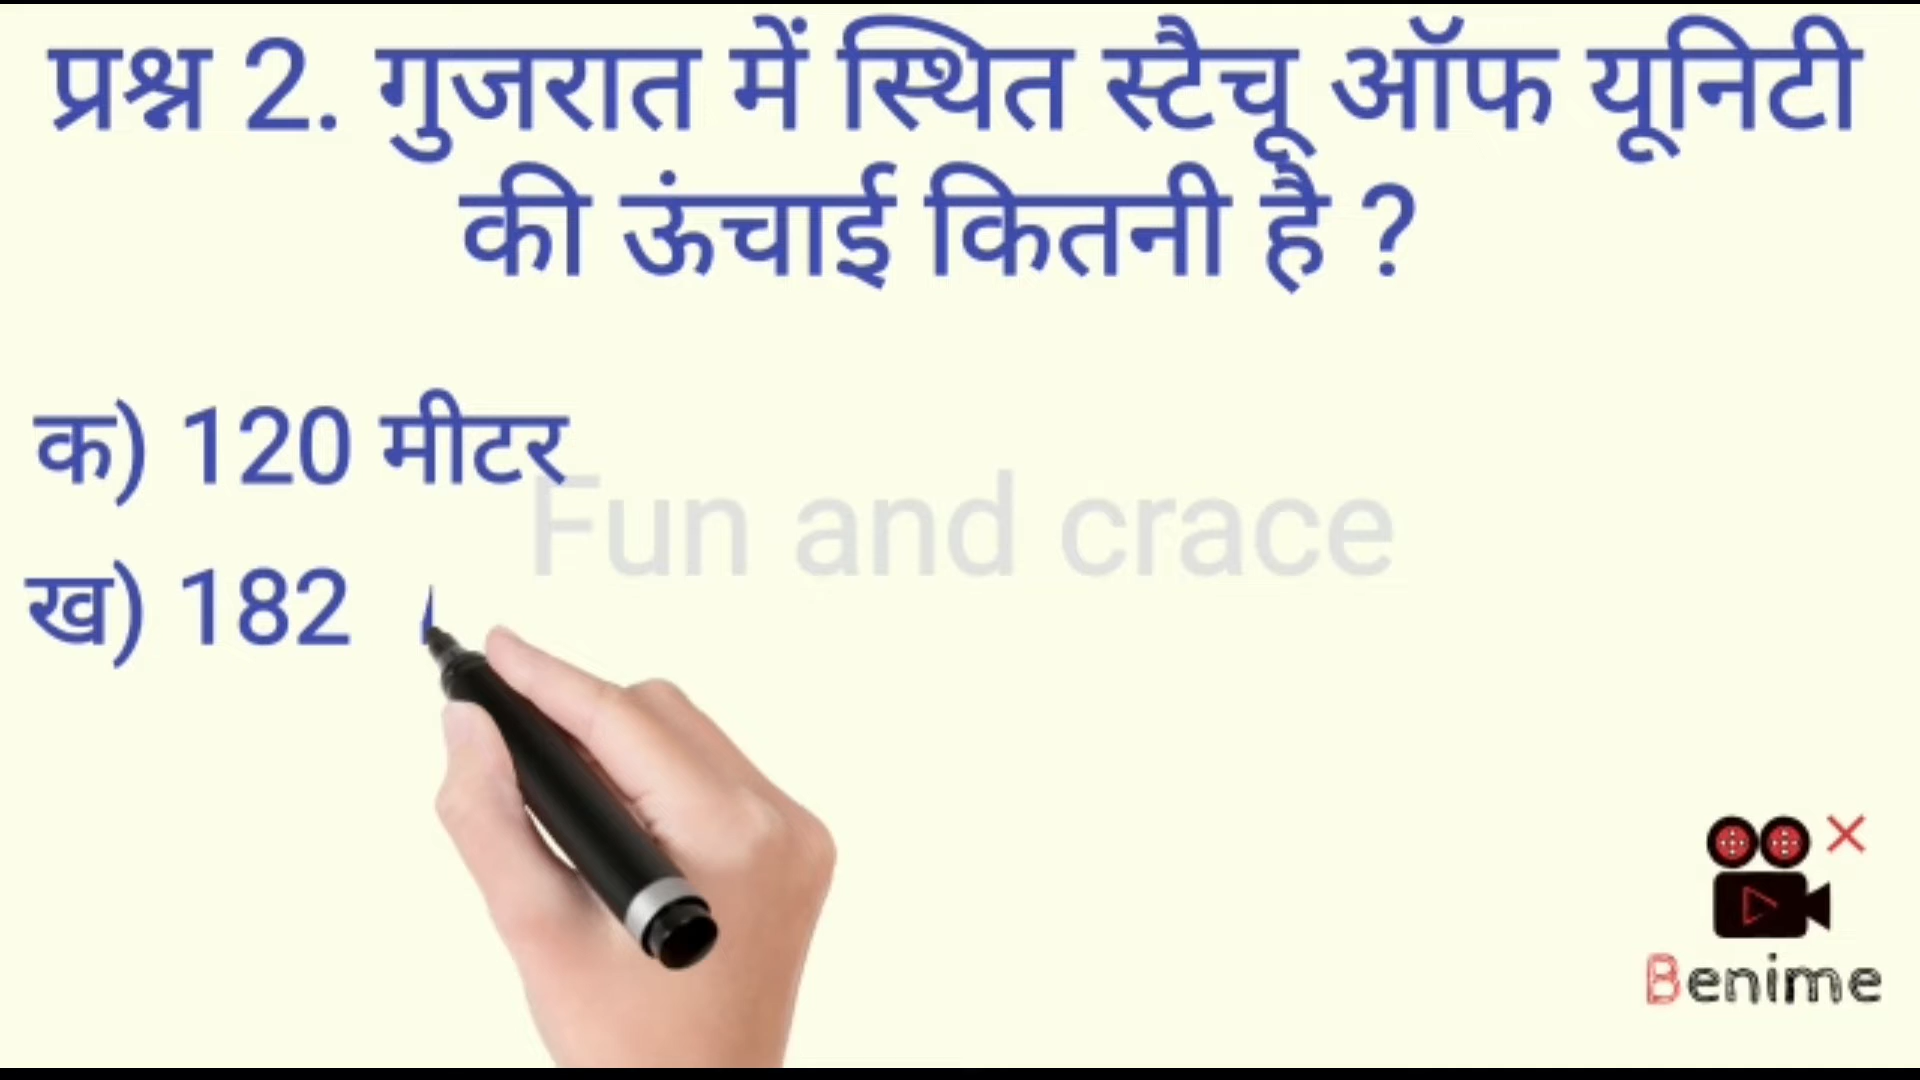 प्रश्न 2. गुजरात में स्थित स्टैचू ऑफ यूनिटी
की ऊंचाई कितनी है ?
क) 120 मीटर
Fun and crace
ख) 182
Benime